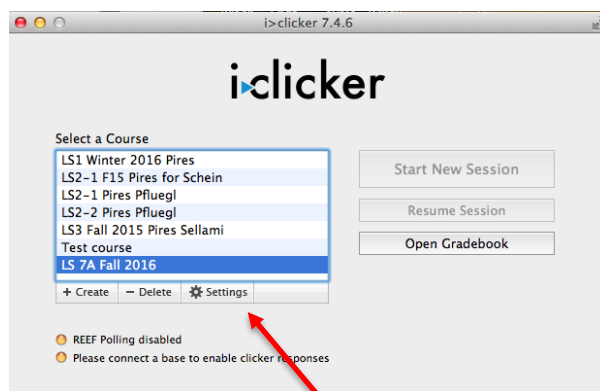 i>clicker 7.4.6
i>clicker
Select a Course
LS1 Winter 2016 Pires
LS2-1 F15 Pires for Schein
LS2-1 Pires Pfluegl
LS2-2 Pires Pfluegl
LS3 Fall 2015 Pires Sellami
Test course
LS 7A Fall 2016
+ Create − Delete Settings
Start New Session
Resume Session
Open Gradebook
REEF Polling disabled
Please connect a base to enable clicker responses